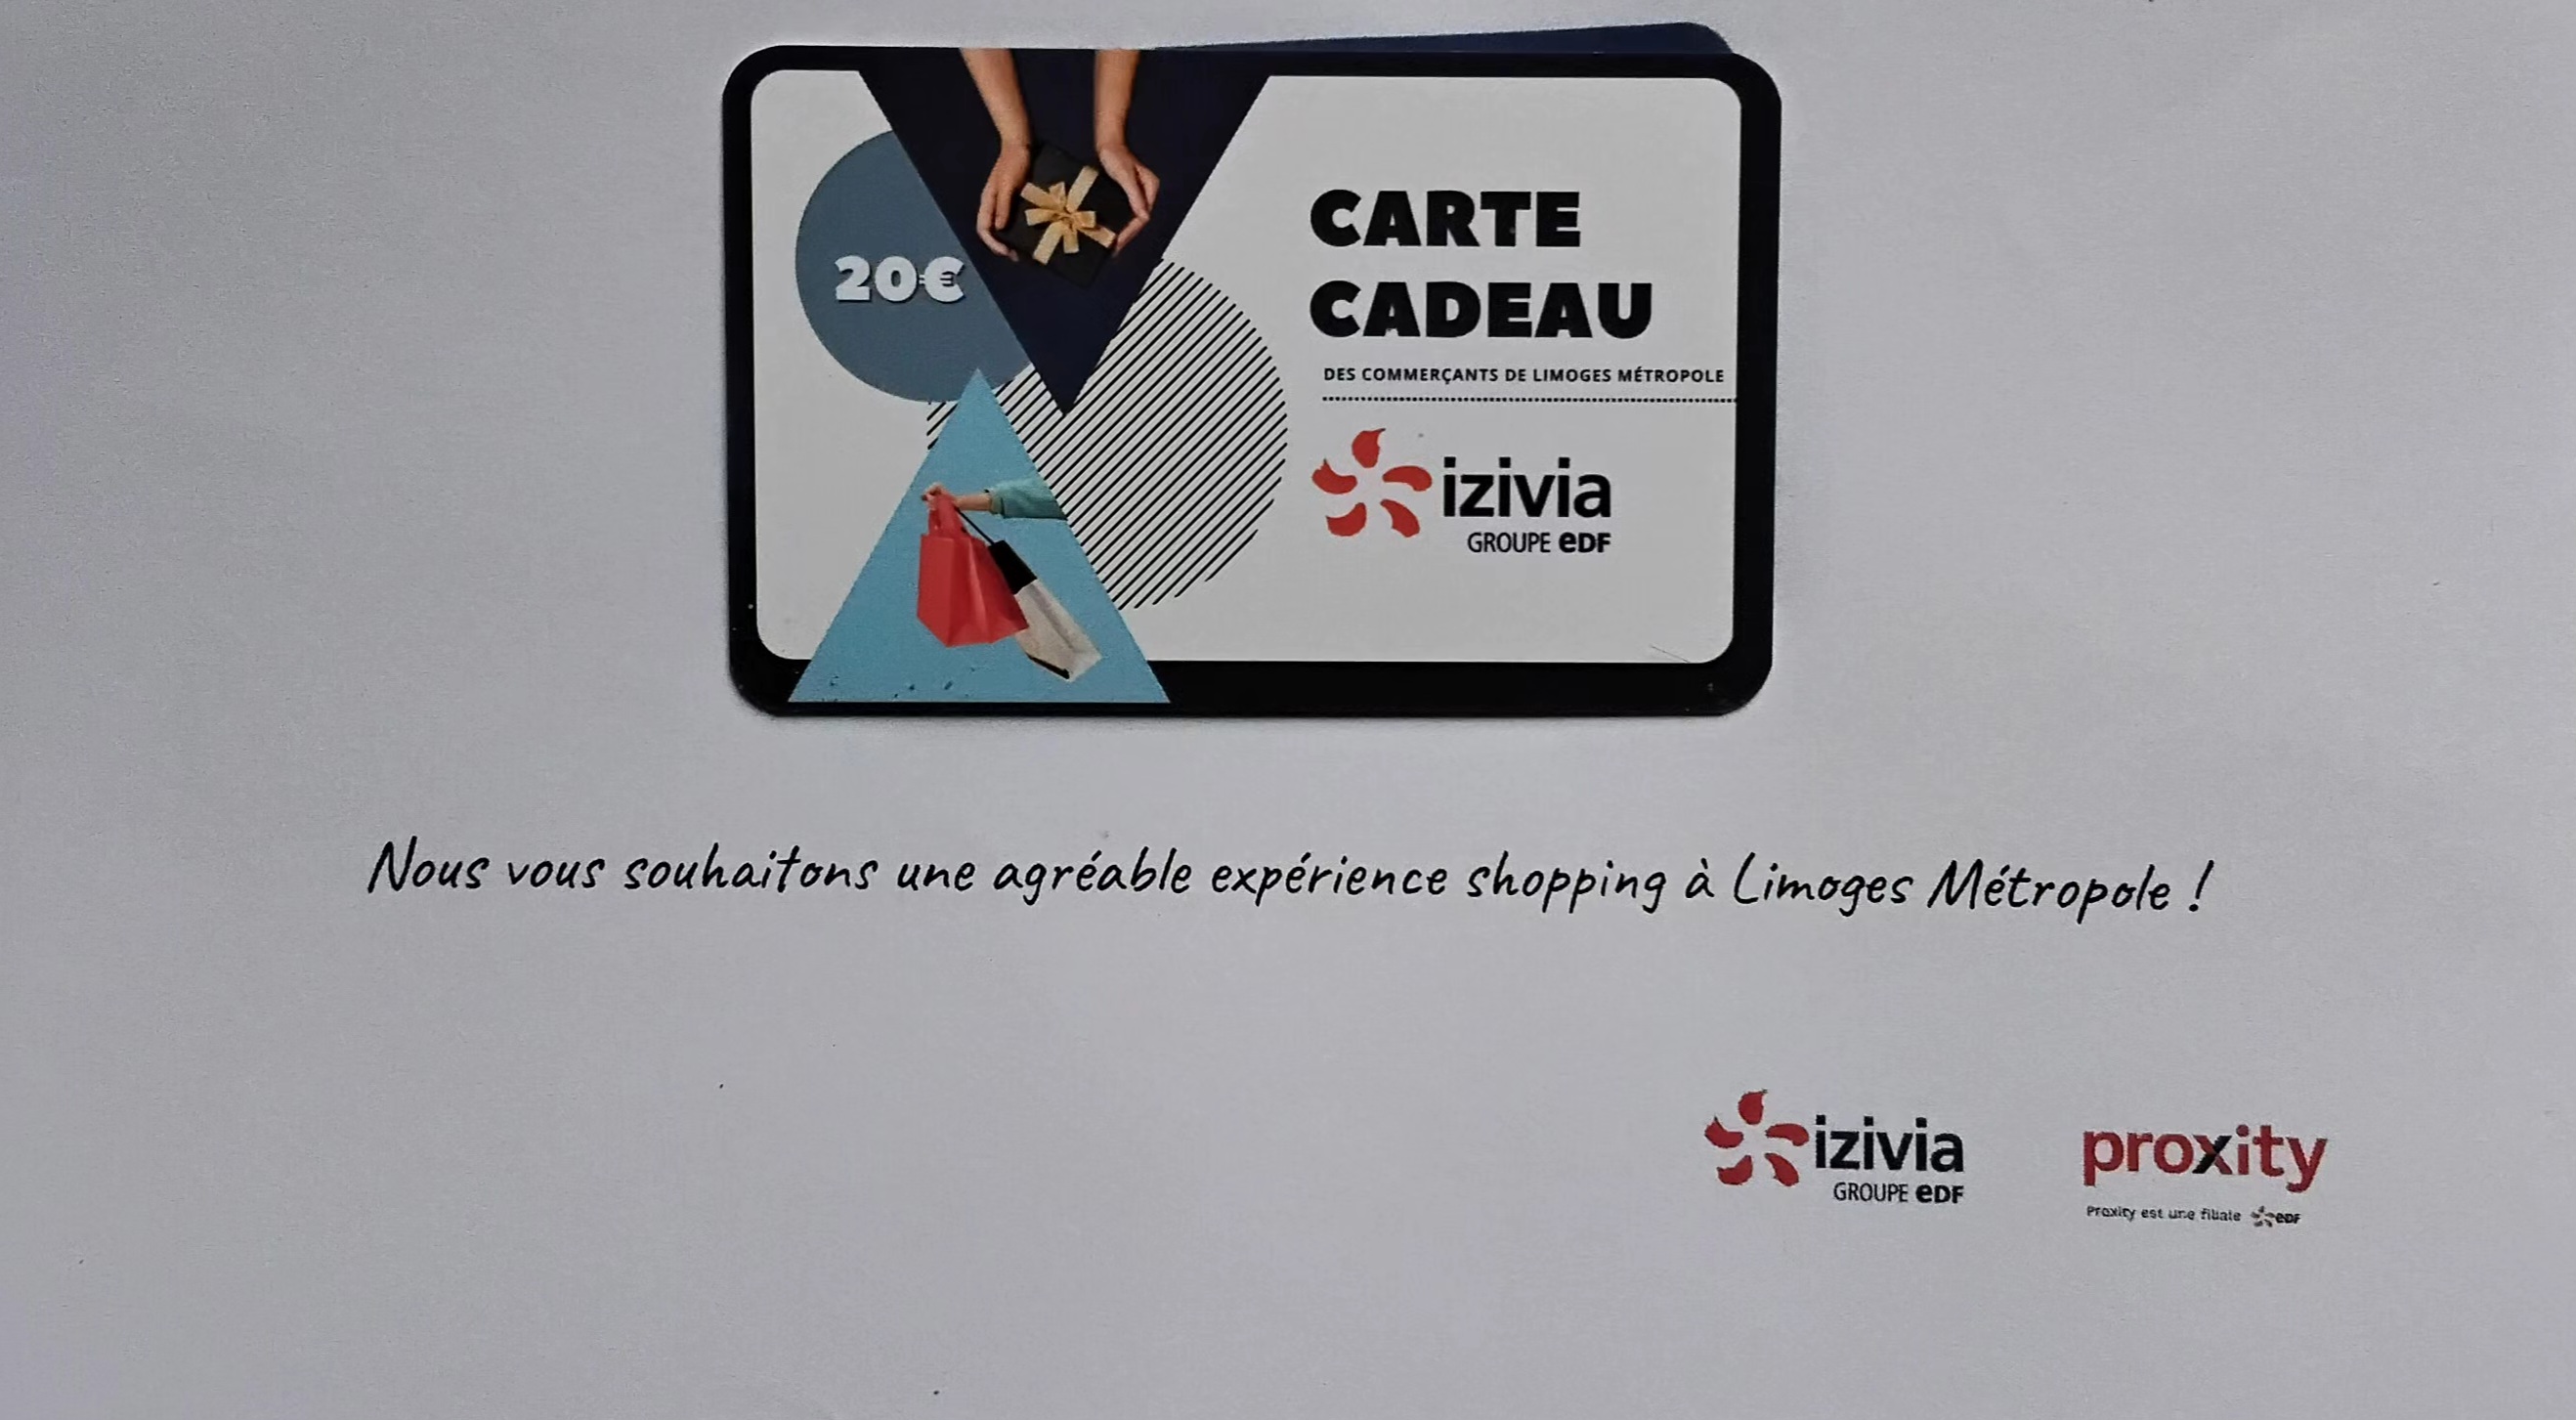 20€
CARTE
CADEAU
DES COMMERÇANTS DE LIMOGES MÉTROPOLE
izivia
GROUPE eDF
Nous vous souhaitons une agréable expérience shopping à Limoges Métropole !
izivia
GROUPE eDF
proxity
Proxity est une filiale eDF